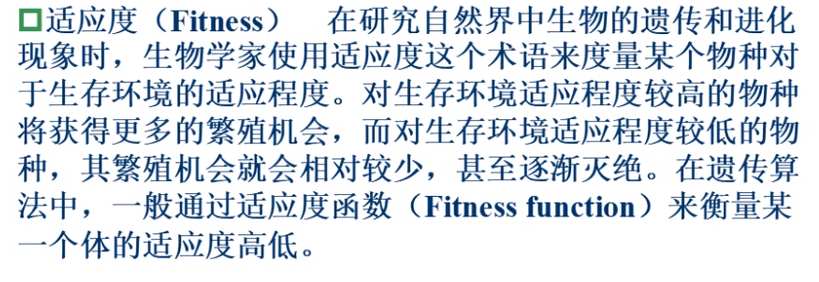 适应度（Fitness） 在研究自然界中生物的遗传和进化
现象时，生物学家使用适应度这个术语来度量某个物种对
于生存环境的适应程度。对生存环境适应程度较高的物种
将获得更多的繁殖机会，而对生存环境适应程度较低的物
种，其繁殖机会就会相对较少，甚至逐渐灭绝。在遗传算
法中，一般通过适应度函数（Fitness function）来衡量某
一个体的适应度高低。